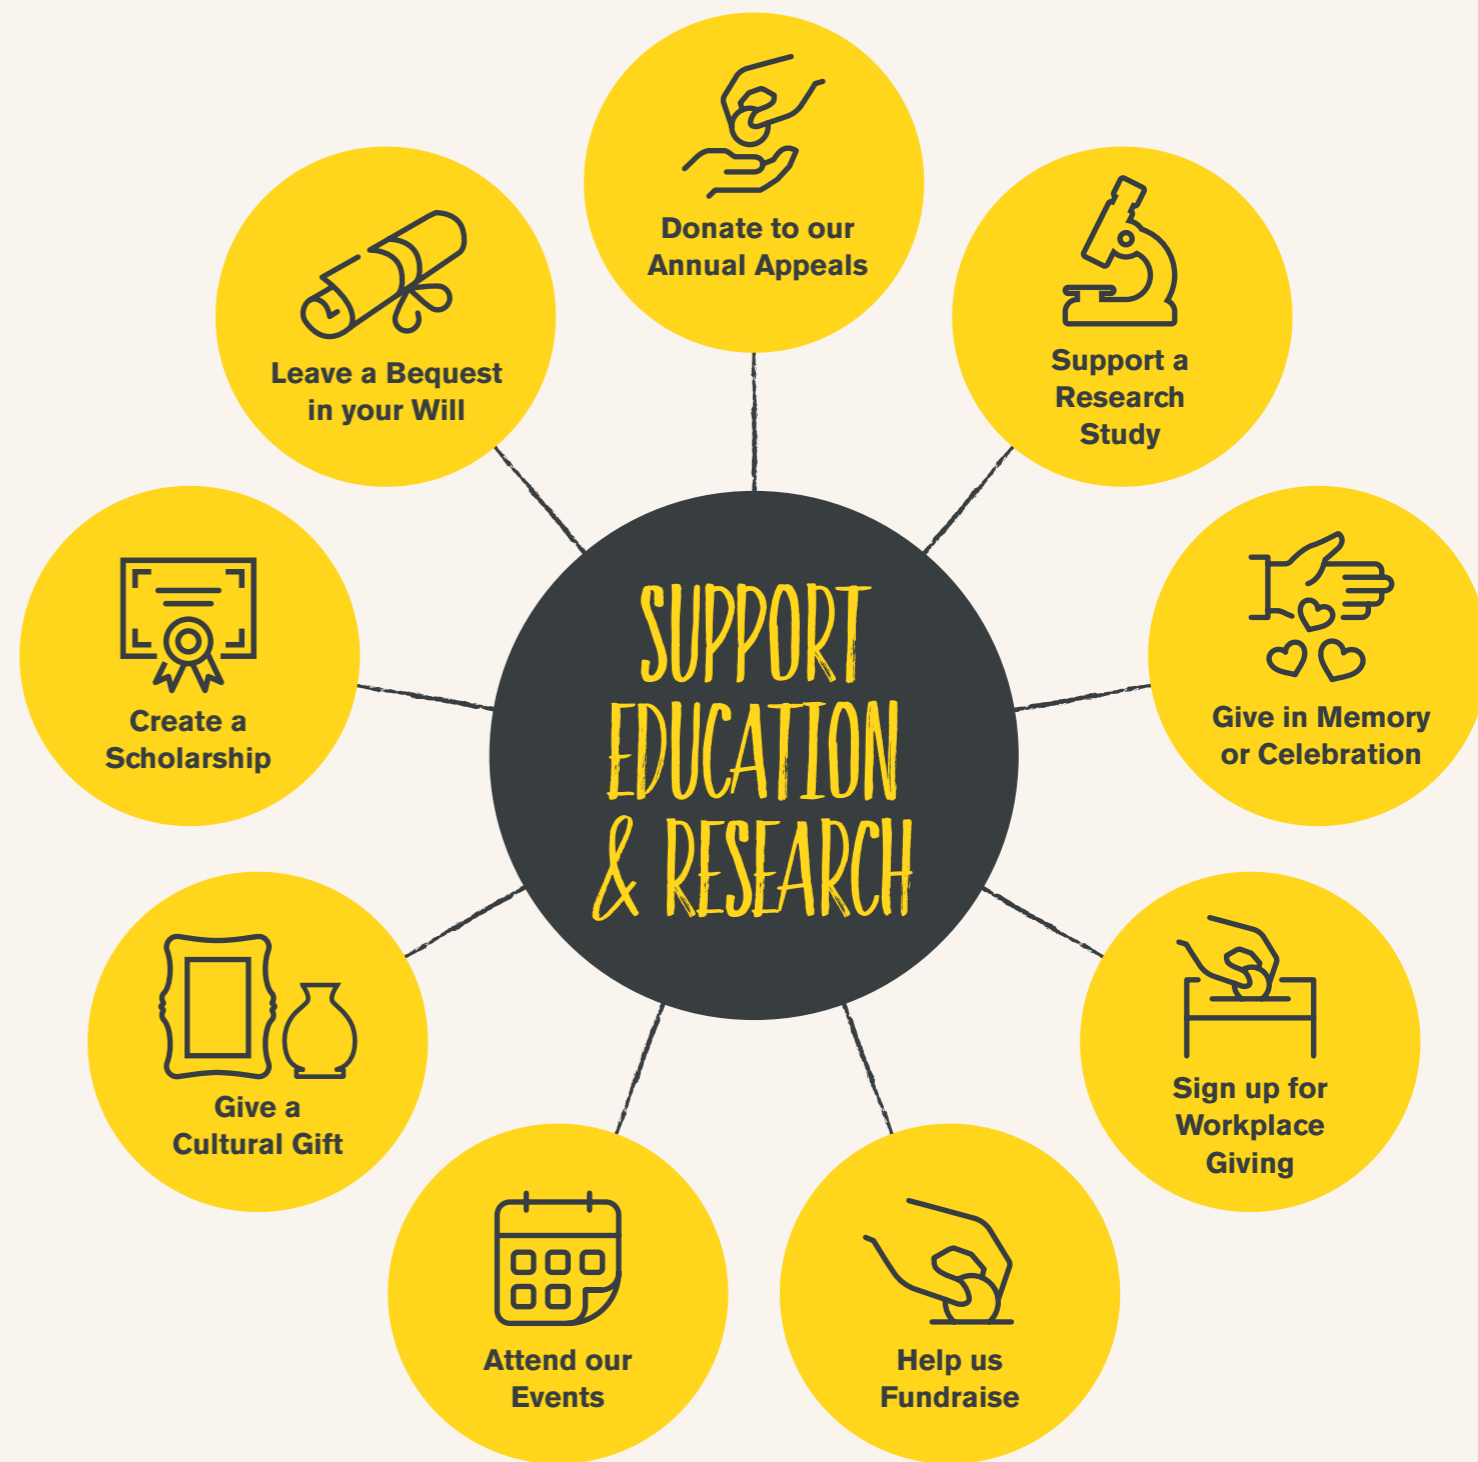 Donate to our
Annual Appeals
Support a
Research
Study
Give in Memory
or Celebration
Sign up for
Workplace
Giving
Help us
Fundraise
Attend our
Events
Give a
Cultural Gift
Create a
Scholarship
Leave a Bequest
in your Will
SUPPORT
EDUCATION
& RESEARCH